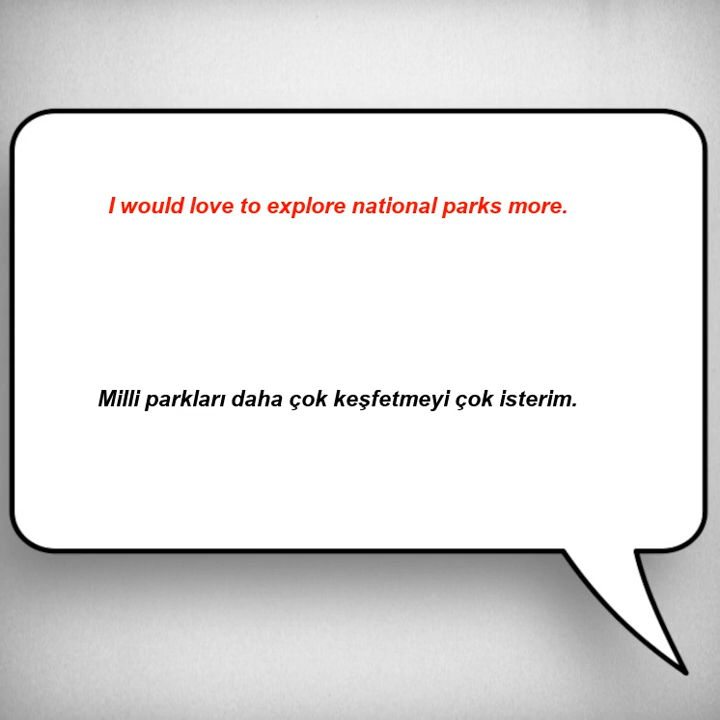 I would love to explore national parks more.
Milli parkları daha çok keşfetmeyi çok isterim.